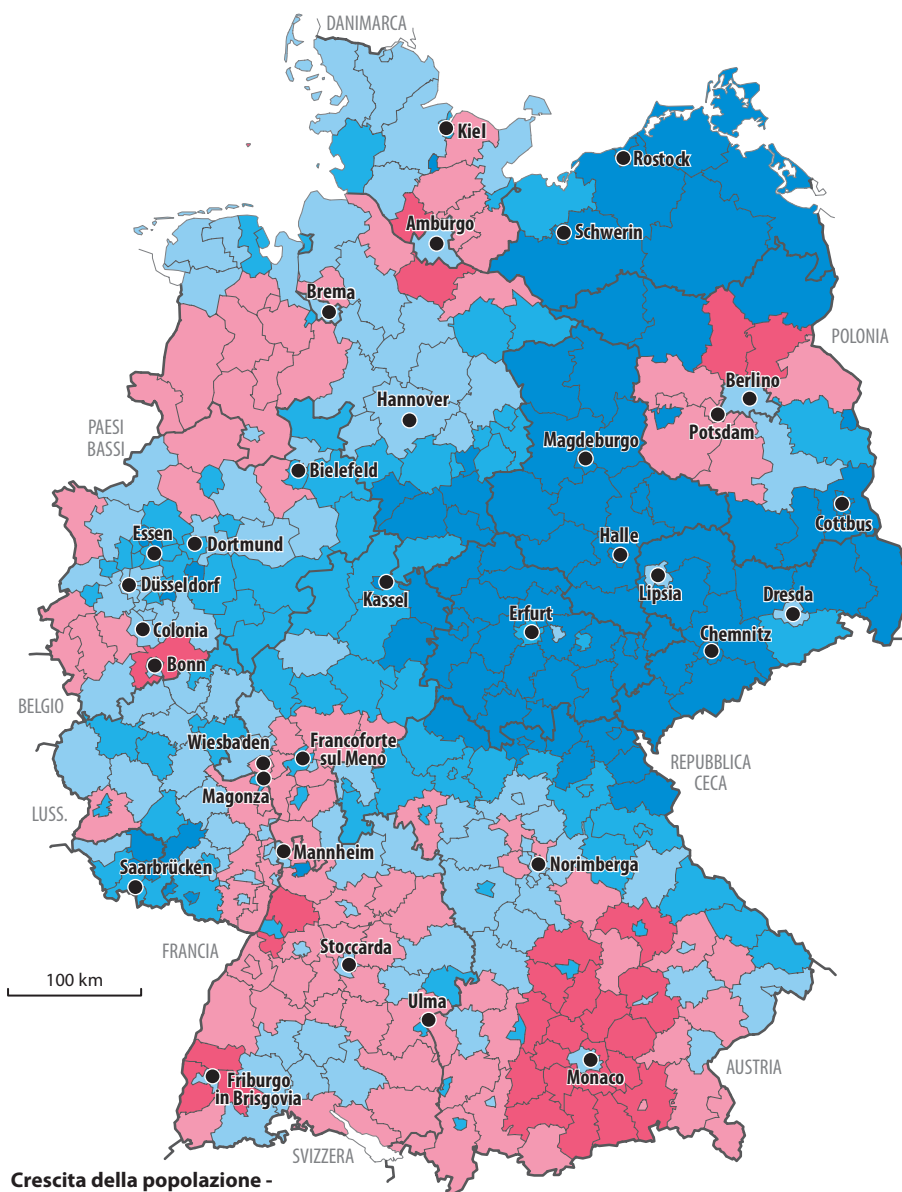 DANIMARCA
Kiel
Rostock
Amburgo
Schwerin
Brema
POLONIA
Berlino
Hannover
Potsdam
PAESI
BASSI
Magdeburgo
Bielefeld
Essen
Dortmund
Halle
Cottbus
Düsseldorf
Kassel
Lipsia
Dresda
Erfurt
Colonia
Chemnitz
Bonn
BELGIO
Wiesbaden
Francoforte
sul Meno
REPUBBLICA
CECA
Magonza
LUSS.
Mannheim
Saarbrücken
Norimberga
FRANCIA
Stoccarda
100 km
Ulma
Monaco
AUSTRIA
Friburgo
in Brisgovia
SVIZZERA
Crescita della popolazione -